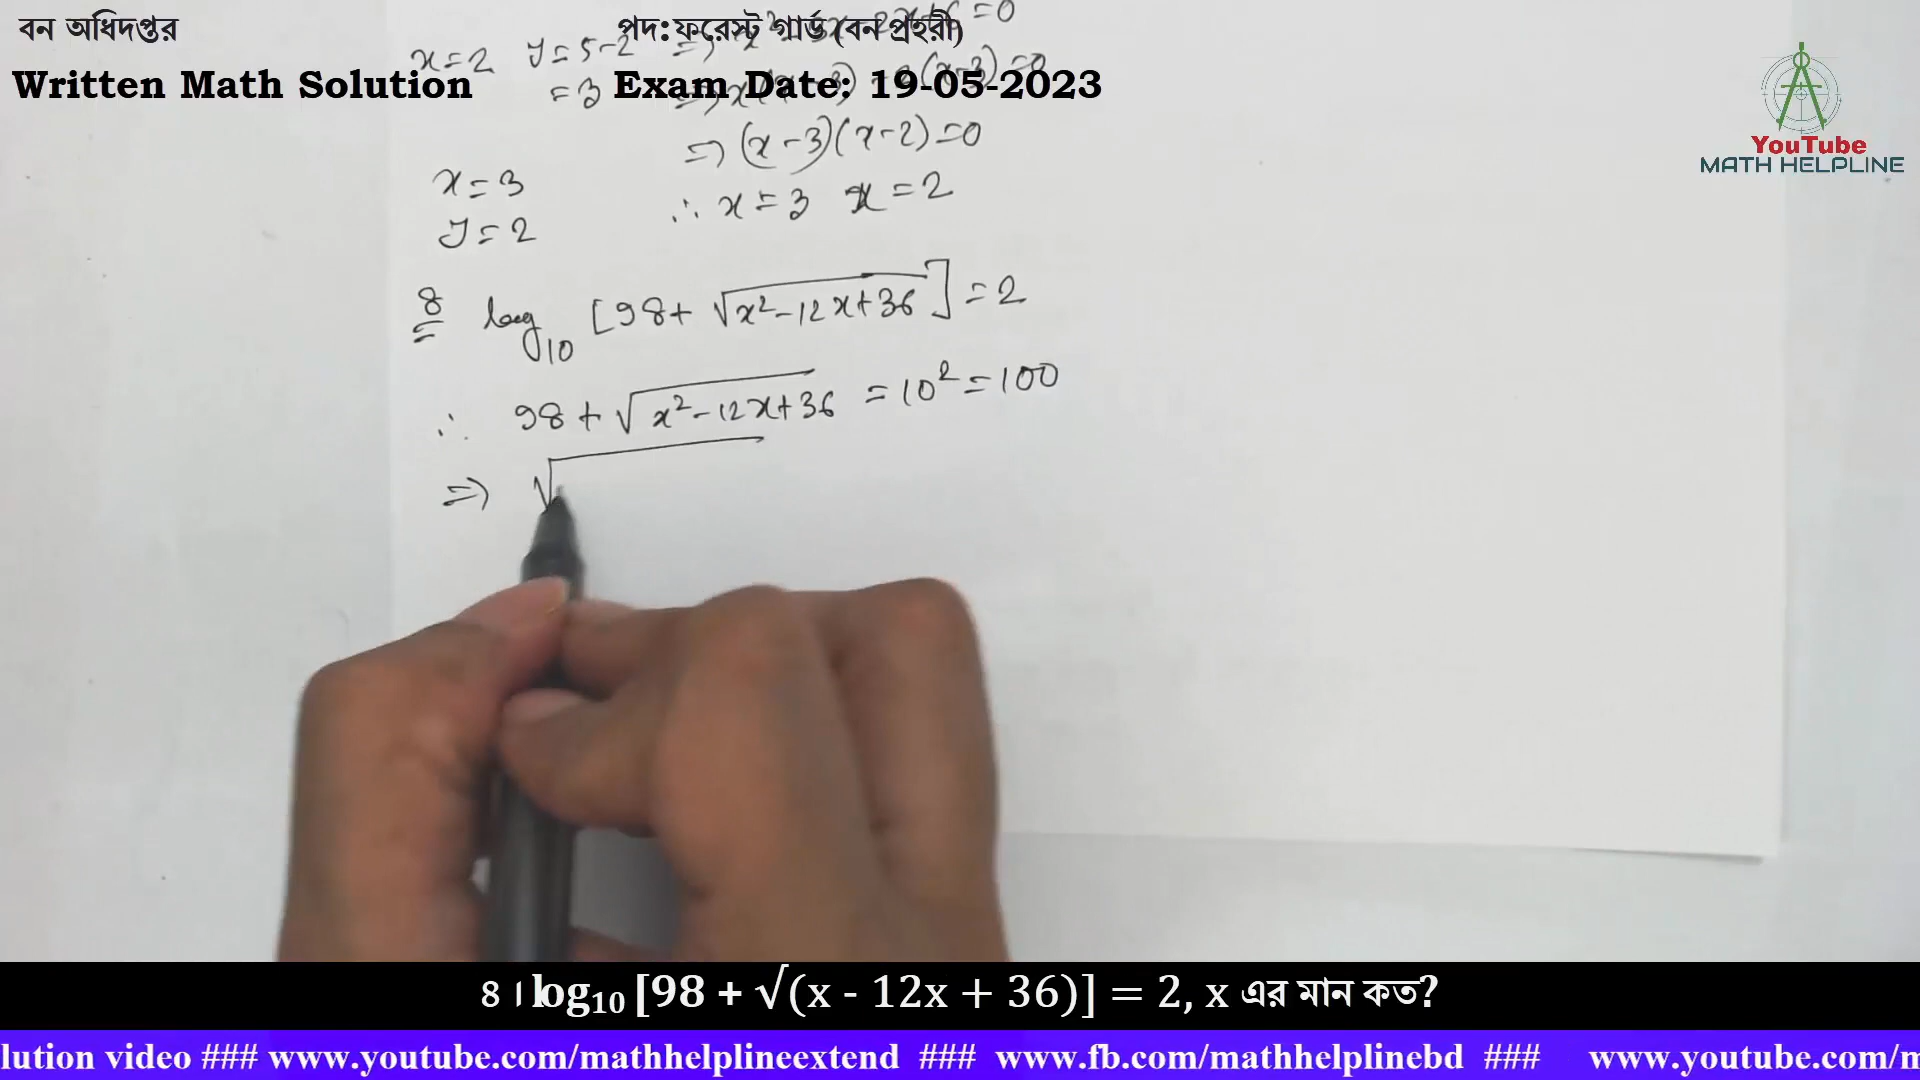 বন অধিদপ্তর
পদ:ফরেস্ট গার্ড (বন প্রহরী)
Written Math Solution
Exam Date: 19-05-2023
YouTube
MATH HELPLINE
x=2 y=5-2
=3
=> (x-3)(x-2)=0
x=3
y=2
∴ x=3 x=2
8 log₁₀ [98+ √x²-12x+36] =2
∴ 98+√x²-12x+36 =10²=100
=> √
৪। log₁₀ [98 + √(x - 12x + 36)] = 2, x এর মান কত?
lution video ### www.youtube.com/mathhelplineextend ### www.fb.com/mathhelplinebd ### www.youtube.com/m